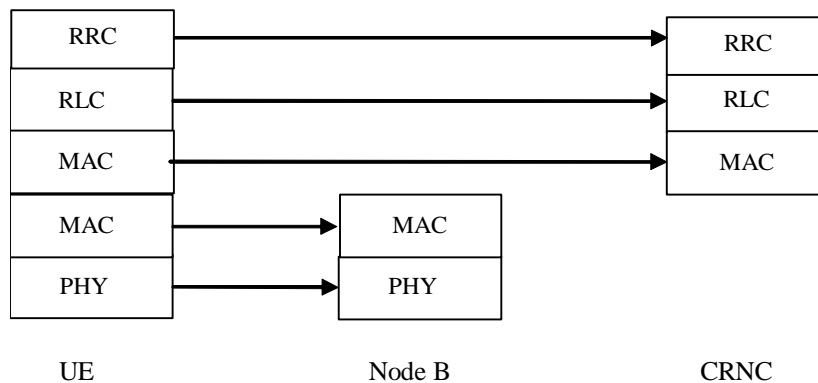 RRC RRC
RLC RLC
MAC MAC
MAC MAC
PHY PHY
UE Node B CRNC